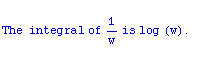 The integral of 1/w is log (w).